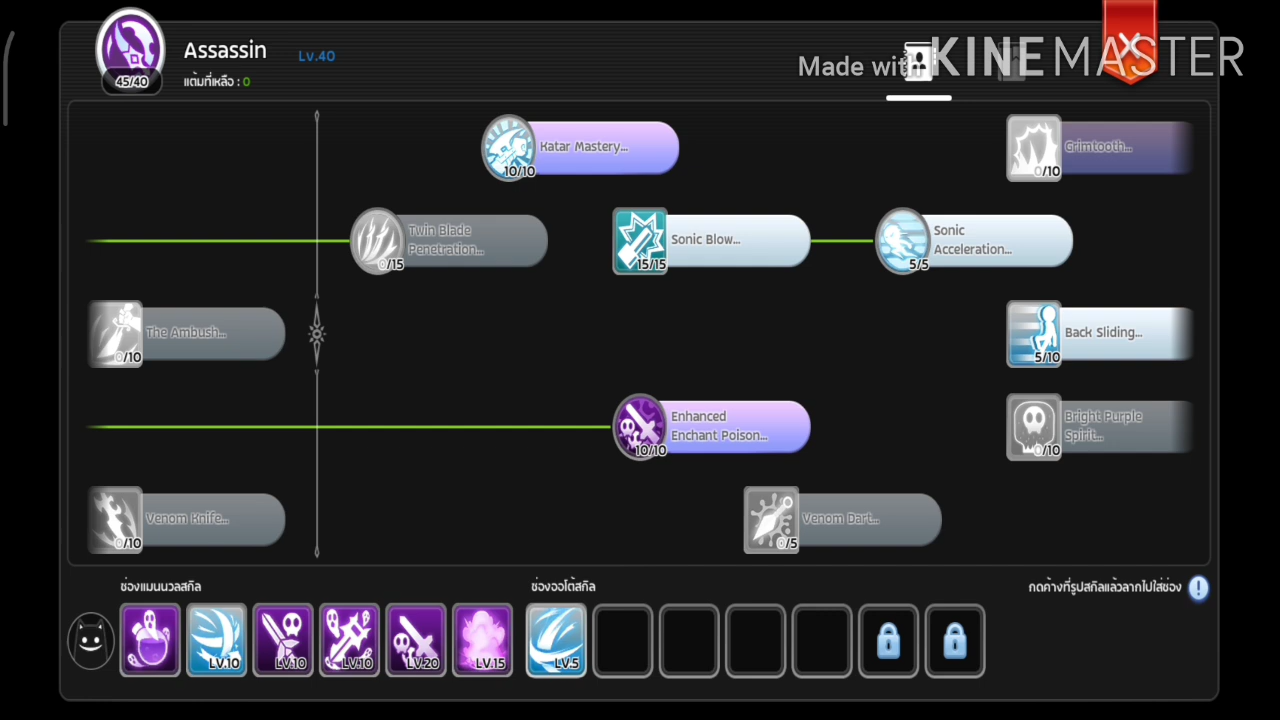 Assassin Lv.40
45/40
แต้มที่เหลือ : 0
Made with KINEMASTER
Katar Mastery...
10/10
Grimtooth...
0/10
Twin Blade
Penetration...
0/15
Sonic Blow...
15/15
Sonic
Acceleration...
5/5
The Ambush...
0/10
Back Sliding...
5/10
Enhanced
Enchant Poison...
10/10
Bright Purple
Spirit...
0/10
Venom Knife...
0/10
Venom Dart...
0/5
ช่องแมนนวลสกิล
ช่องออโต้สกิล
กดค้างที่รูปสกิลแล้วลากไปใส่ช่อง
LV.10
LV.10
LV.10
LV.20
LV.15
LV.5